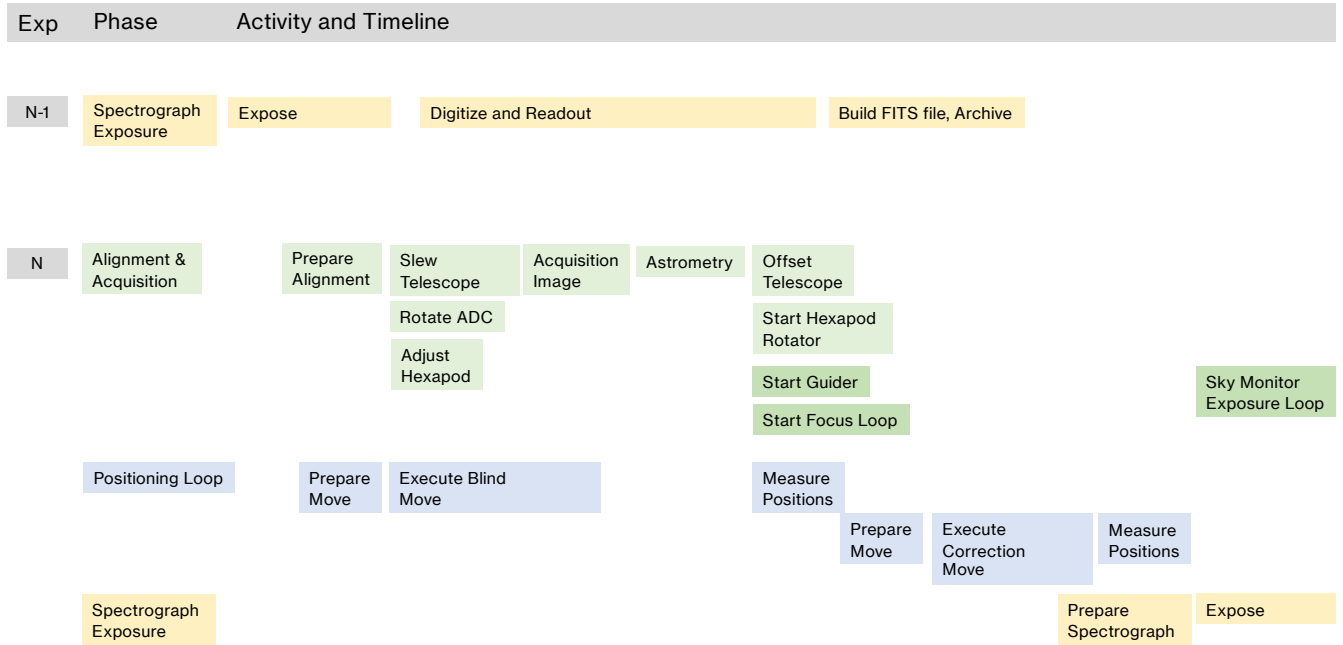 Exp Phase Activity and Timeline
N-1
Spectrograph
Exposure
Expose
Digitize and Readout
Build FITS file, Archive
N
Alignment &
Acquisition
Prepare
Alignment
Slew
Telescope
Acquisition
Image
Astrometry
Offset
Telescope
Rotate ADC
Start Hexapod
Rotator
Adjust
Hexapod
Start Guider
Sky Monitor
Exposure Loop
Start Focus Loop
Positioning Loop
Prepare
Move
Execute Blind
Move
Measure
Positions
Prepare
Move
Execute
Correction
Move
Measure
Positions
Spectrograph
Exposure
Prepare
Spectrograph
Expose